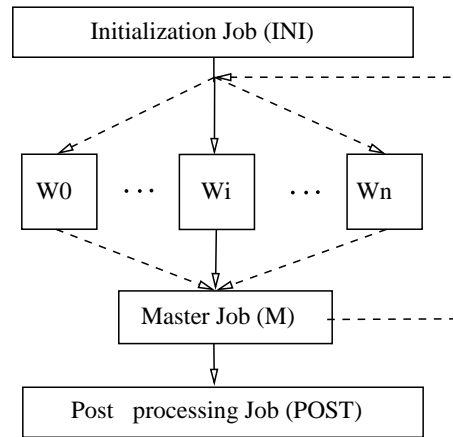 Initialization Job (INI)
W0 ... Wi ... Wn
Master Job (M)
Post processing Job (POST)